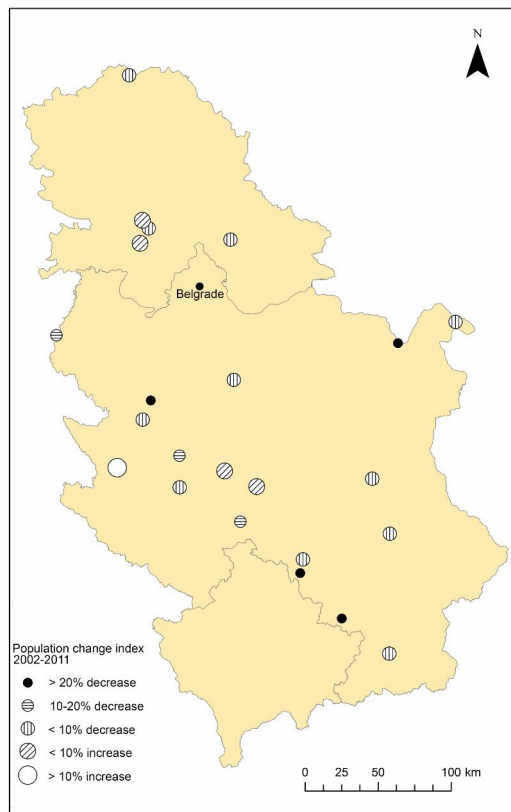 N
Belgrade
Population change index
2002-2011
> 20% decrease
10-20% decrease
< 10% decrease
< 10% increase
> 10% increase
0 25 50 100 km